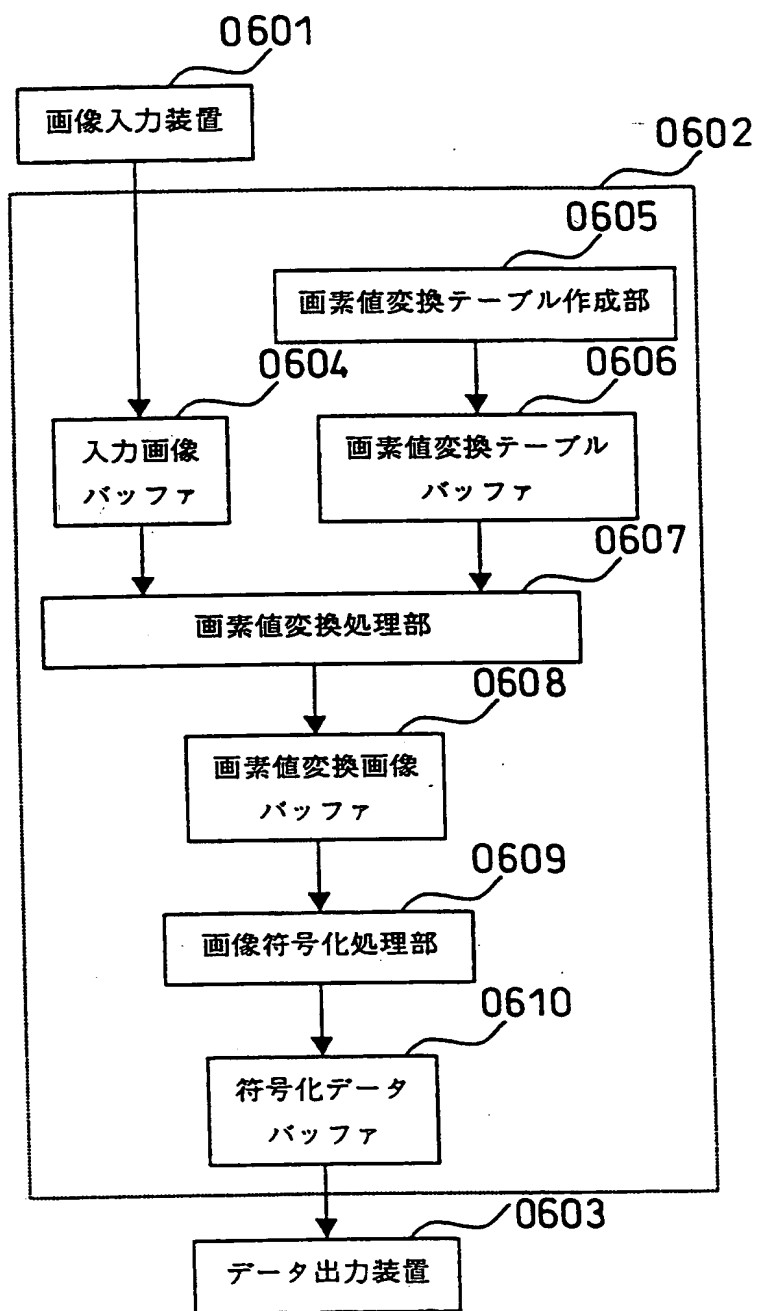 0601
画像入力装置
0602
0605
画素値変換テーブル作成部
0604
0606
入力画像
バッファ
画素値変換テーブル
バッファ
0607
画素値変換処理部
0608
画素値変換画像
バッファ
0609
画像符号化処理部
0610
符号化データ
バッファ
0603
データ出力装置